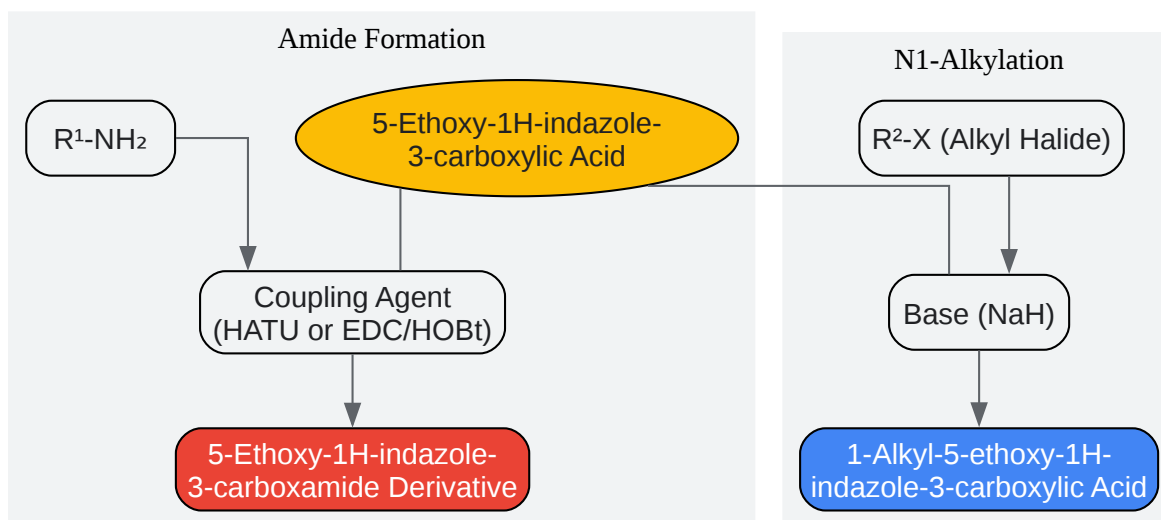 Amide Formation
N1-Alkylation
R¹-NH₂
5-Ethoxy-1H-indazole-
3-carboxylic Acid
R²-X (Alkyl Halide)
Coupling Agent
(HATU or EDC/HOBt)
Base (NaH)
5-Ethoxy-1H-indazole-
3-carboxamide Derivative
1-Alkyl-5-ethoxy-1H-
indazole-3-carboxylic Acid